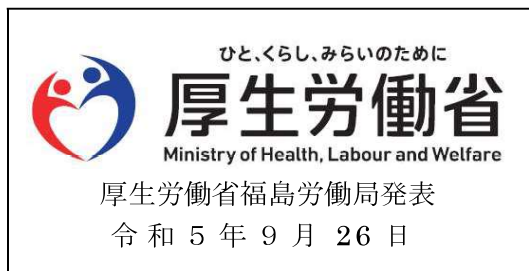 ひと、くらし、みらいのために
厚生労働省
Ministry of Health, Labour and Welfare
厚生労働省福島労働局発表
令和５年９月 26 日